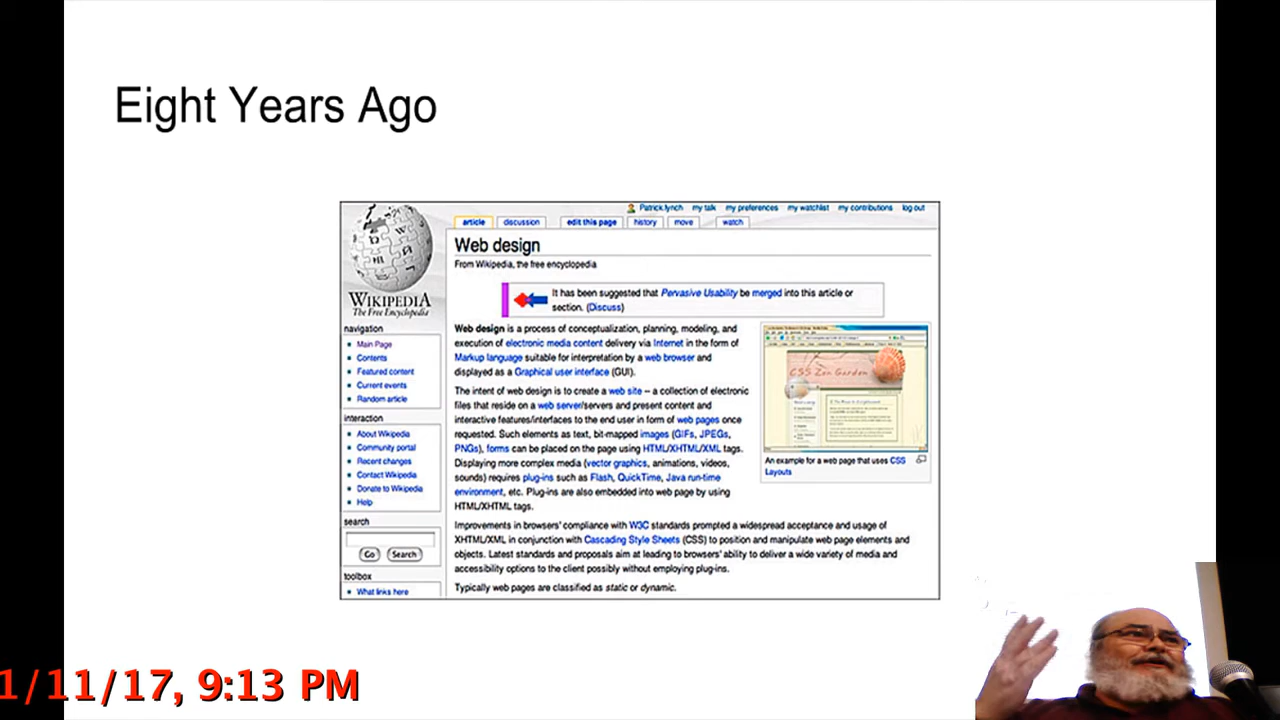 Eight Years Ago
Patrick.lynch my talk my preferences my watchlist my contributions log out
article discussion edit this page history move watch
Web design
From Wikipedia, the free encyclopedia
It has been suggested that Pervasive Usability be merged into this article or
section. (Discuss)
WIKIPEDIA
The Free Encyclopedia
navigation
Main Page
Contents
Featured content
Current events
Random article
interaction
About Wikipedia
Community portal
Recent changes
Contact Wikipedia
Donate to Wikipedia
Help
search
Go Search
toolbox
What links here
Web design is a process of conceptualization, planning, modeling, and
execution of electronic media content delivery via Internet in the form of
Markup language suitable for interpretation by a web browser and
displayed as a Graphical user interface (GUI).
The intent of web design is to create a web site -- a collection of electronic
files that reside on a web server/servers and present content and
interactive features/interfaces to the end user in form of web pages once
requested. Such elements as text, bit-mapped images (GIFs, JPEGs,
PNGs), forms can be placed on the page using HTML/XHTML/XML tags.
Displaying more complex media (vector graphics, animations, videos,
sounds) requires plug-ins such as Flash, QuickTime, Java run-time
environment, etc. Plug-ins are also embedded into web page by using
HTML/XHTML tags.
Improvements in browsers' compliance with W3C standards prompted a widespread acceptance and usage of
XHTML/XML in conjunction with Cascading Style Sheets (CSS) to position and manipulate web page elements and
objects. Latest standards and proposals aim at leading to browsers' ability to deliver a wide variety of media and
accessibility options to the client possibly without employing plug-ins.
Typically web pages are classified as static or dynamic.
CSS Zen Garden
An example for a web page that uses CSS
Layouts
1/11/17, 9:13 PM